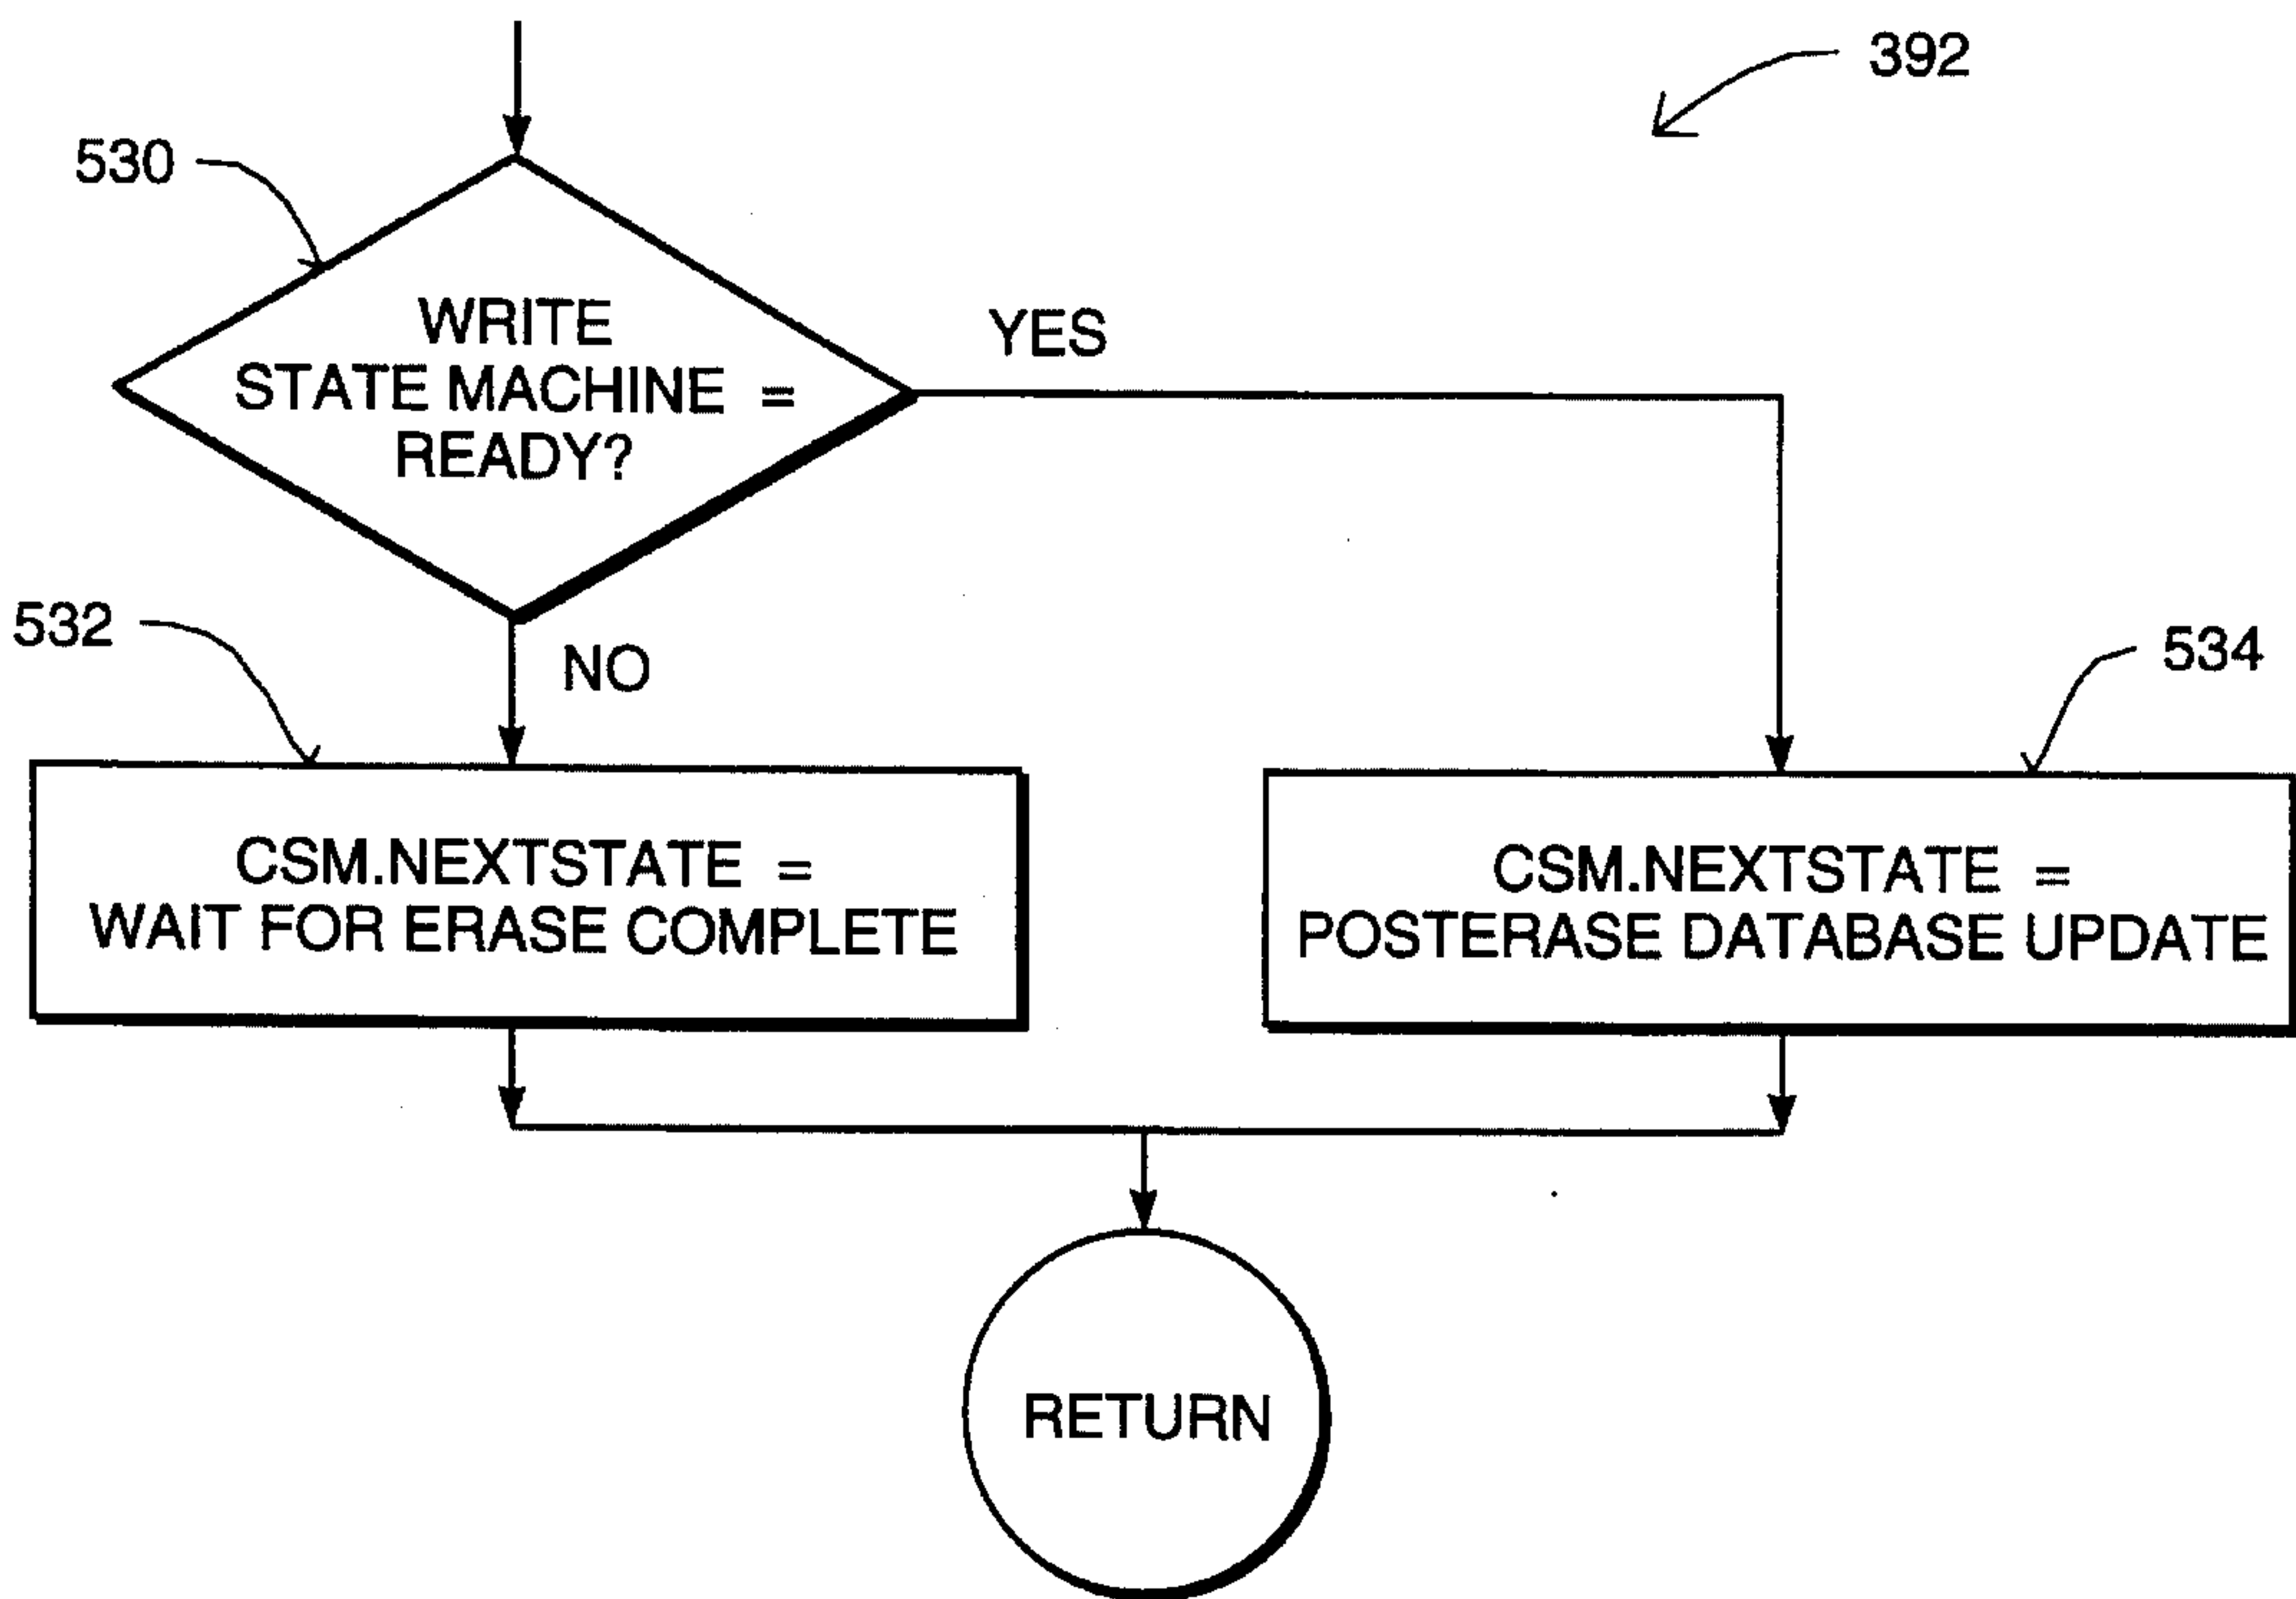 392
530
WRITE
STATE MACHINE =
READY?
YES
532
NO
534
CSM.NEXTSTATE =
WAIT FOR ERASE COMPLETE
CSM.NEXTSTATE =
POSTERASE DATABASE UPDATE
RETURN